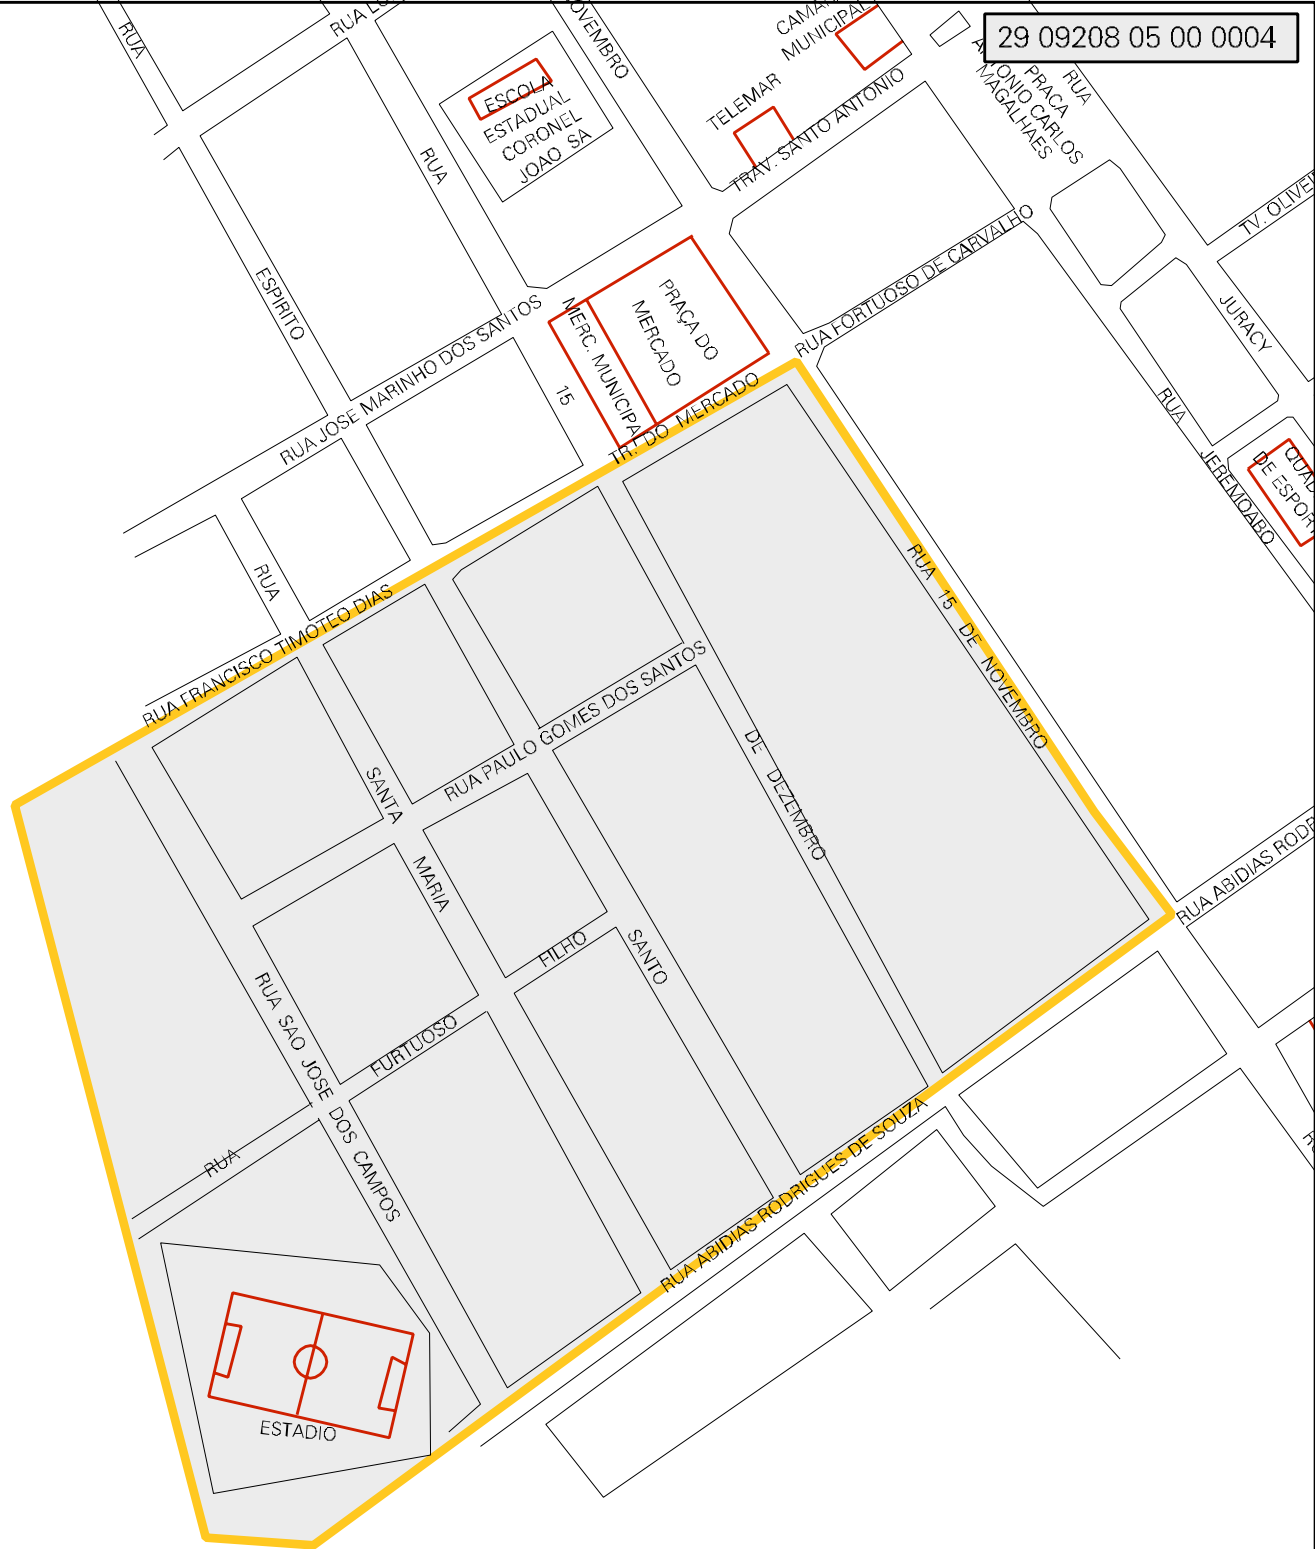 29 09208 05 00 0004
RUA
NOVEMBRO
MUNICIPAL
ESCOLA
ESTADUAL
CORONEL
JOAO SA
TELEMAR
TRAV. SANTO ANTONIO
PRACA
ANTONIO CARLOS
MAGALHAES
RUA
RUA
TV. OLIVEI
ESPIRITO
RUA JOSE MARINHO DOS SANTOS
MERC. MUNICIPAL
PRAÇA DO
MERCADO
RUA FORTUOSO DE CARVALHO
JURACY
15
TR. DO MERCADO
RUA
JEREMOABO
QUAD
DE ESPORT
RUA
RUA FRANCISCO TIMOTEO DIAS
RUA 15 DE NOVEMBRO
RUA PAULO GOMES DOS SANTOS
SANTA
MARIA
DE DEZEMBRO
RUA ABIDIAS RODR
FILHO
SANTO
FURTUOSO
RUA
RUA SAO JOSE DOS CAMPOS
RUA ABIDIAS RODRIGUES DE SOUZA
ESTADIO